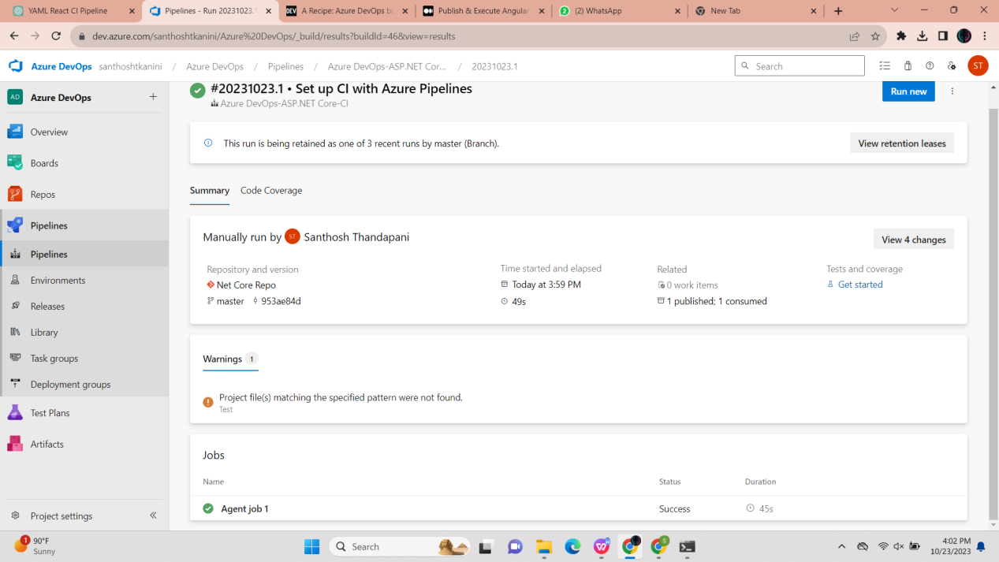 YAML React CI Pipeline
Pipelines - Run 20231023.1
DEV A Recipe: Azure DevOps bu
Publish & Execute Angular
2 (2) WhatsApp
New Tab
dev.azure.com/santhoshtkanini/Azure%20DevOps/_build/results?buildId=46&view=results
Azure DevOps santhoshtkanini / Azure DevOps / Pipelines / Azure DevOps-ASP.NET Cor... / 20231023.1
Search
ST
AD Azure DevOps
Overview
Boards
Repos
Pipelines
Pipelines
Environments
Releases
Library
Task groups
Deployment groups
Test Plans
Artifacts
Project settings
#20231023.1 • Set up CI with Azure Pipelines
Azure DevOps-ASP.NET Core-CI
Run new
This run is being retained as one of 3 recent runs by master (Branch).
View retention leases
Summary Code Coverage
Manually run by ST Santhosh Thandapani
View 4 changes
Repository and version
Net Core Repo
master 953ae84d
Time started and elapsed
Today at 3:59 PM
49s
Related
0 work items
1 published; 1 consumed
Tests and coverage
Get started
Warnings 1
Project file(s) matching the specified pattern were not found.
Test
Jobs
Name Status Duration
Agent job 1 Success 45s
1
90°F
Sunny
Search
S
4:02 PM
10/23/2023